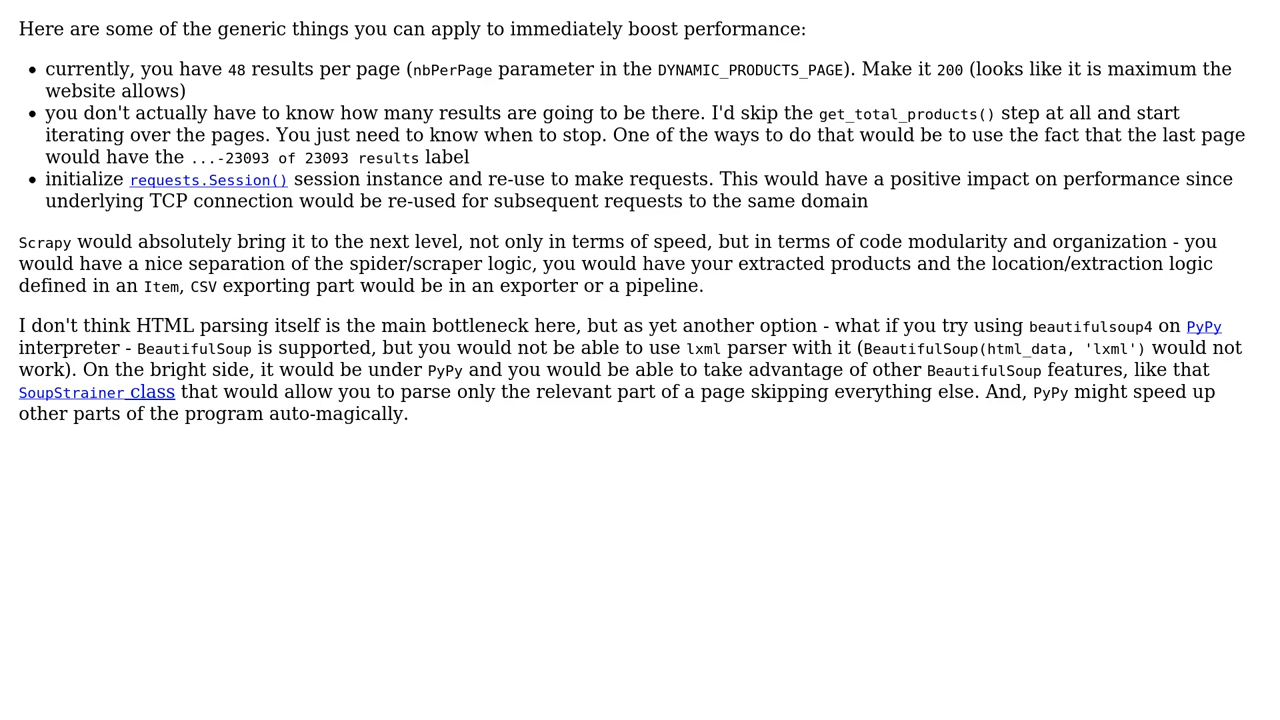 Here are some of the generic things you can apply to immediately boost performance:
currently, you have 48 results per page (nbPerPage parameter in the DYNAMIC_PRODUCTS_PAGE). Make it 200 (looks like it is maximum the
website allows)
you don't actually have to know how many results are going to be there. I'd skip the get_total_products() step at all and start
iterating over the pages. You just need to know when to stop. One of the ways to do that would be to use the fact that the last page
would have the ...-23093 of 23093 results label
initialize requests.Session() session instance and re-use to make requests. This would have a positive impact on performance since
underlying TCP connection would be re-used for subsequent requests to the same domain
Scrapy would absolutely bring it to the next level, not only in terms of speed, but in terms of code modularity and organization - you
would have a nice separation of the spider/scraper logic, you would have your extracted products and the location/extraction logic
defined in an Item, CSV exporting part would be in an exporter or a pipeline.
I don't think HTML parsing itself is the main bottleneck here, but as yet another option - what if you try using beautifulsoup4 on PyPy
interpreter - BeautifulSoup is supported, but you would not be able to use lxml parser with it (BeautifulSoup(html_data, 'lxml') would not
work). On the bright side, it would be under PyPy and you would be able to take advantage of other BeautifulSoup features, like that
SoupStrainer class that would allow you to parse only the relevant part of a page skipping everything else. And, PyPy might speed up
other parts of the program auto-magically.